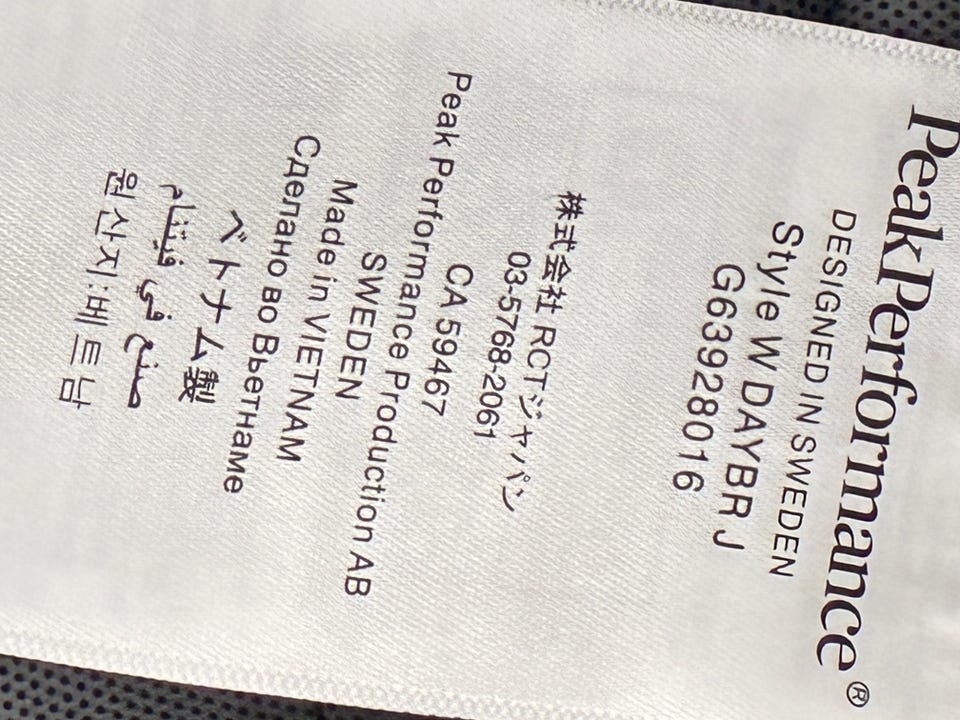 PeakPerformance®
DESIGNED IN SWEDEN
Style W DAYBR J
G63928016
株式会社 RCTジャパン
03-5768-2061
CA 59467
Peak Performance Production AB
SWEDEN
Made in VIETNAM
Сделано во Вьетнаме
ベトナム製
صنع في فيتنام
원산지:베트남